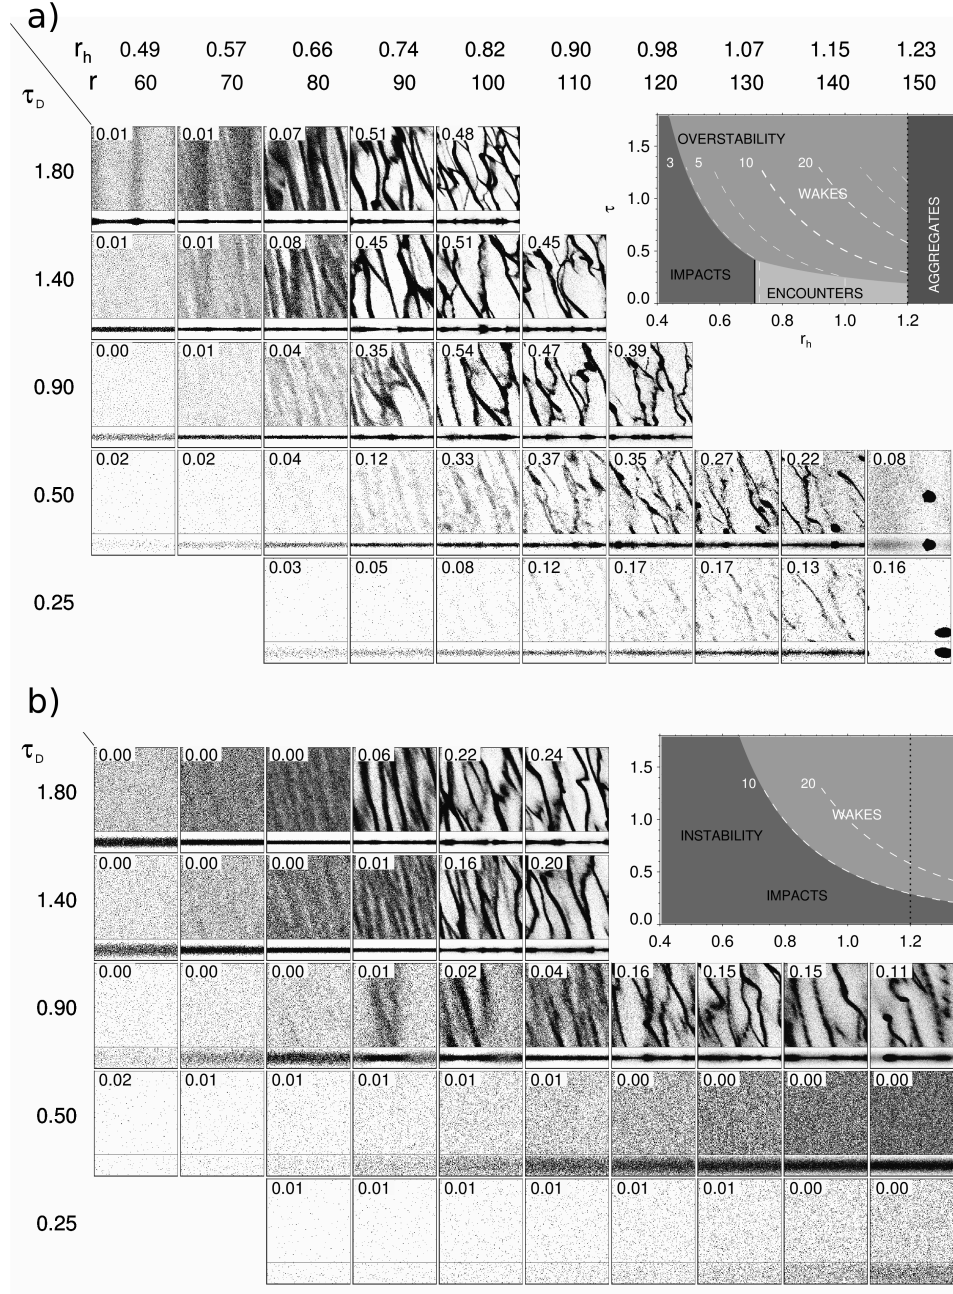 a)
r_h 0.49 0.57 0.66 0.74 0.82 0.90 0.98 1.07 1.15 1.23
r 60 70 80 90 100 110 120 130 140 150
τ_D
1.80 0.01 0.01 0.07 0.51 0.48
1.40 0.01 0.01 0.08 0.45 0.51 0.45
0.90 0.00 0.01 0.04 0.35 0.54 0.47 0.39
0.50 0.02 0.02 0.04 0.12 0.33 0.37 0.35 0.27 0.22 0.08
0.25 0.03 0.05 0.08 0.12 0.17 0.17 0.13 0.16
1.5
1.0
0.5
0.0
τ
OVERSTABILITY
3 5 10 20
WAKES
IMPACTS
ENCOUNTERS
AGGREGATES
0.4 0.6 0.8 1.0 1.2
r_h
b)
τ_D
1.80 0.00 0.00 0.00 0.06 0.22 0.24
1.40 0.00 0.00 0.00 0.01 0.16 0.20
0.90 0.00 0.00 0.00 0.01 0.02 0.04 0.16 0.15 0.15 0.11
0.50 0.02 0.01 0.01 0.01 0.01 0.01 0.00 0.00 0.00 0.00
0.25 0.01 0.01 0.01 0.01 0.01 0.01 0.00 0.00
1.5
1.0
0.5
0.0
10 20
WAKES
INSTABILITY
IMPACTS
0.4 0.6 0.8 1.0 1.2